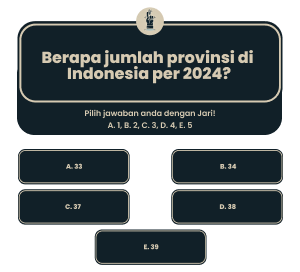 Berapa jumlah provinsi di
Indonesia per 2024?
Pilih jawaban anda dengan Jari!
A. 1, B. 2, C. 3, D. 4, E. 5
A. 33
B. 34
C. 37
D. 38
E. 39